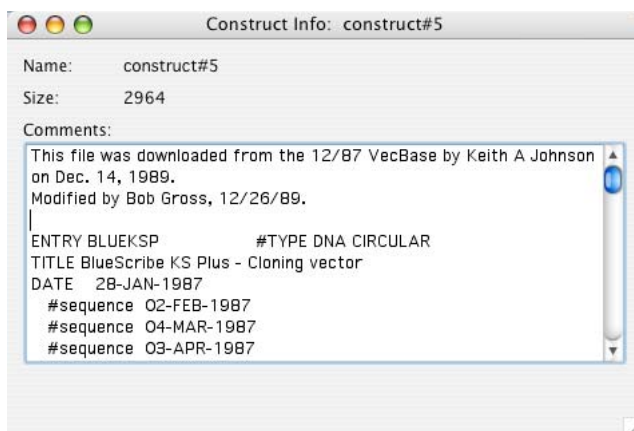 Construct Info: construct#5
Name: construct#5
Size: 2964
Comments:
This file was downloaded from the 12/87 VecBase by Keith A Johnson
on Dec. 14, 1989.
Modified by Bob Gross, 12/26/89.
ENTRY BLUEKSP #TYPE DNA CIRCULAR
TITLE BlueScribe KS Plus - Cloning vector
DATE 28-JAN-1987
#sequence 02-FEB-1987
#sequence 04-MAR-1987
#sequence 03-APR-1987